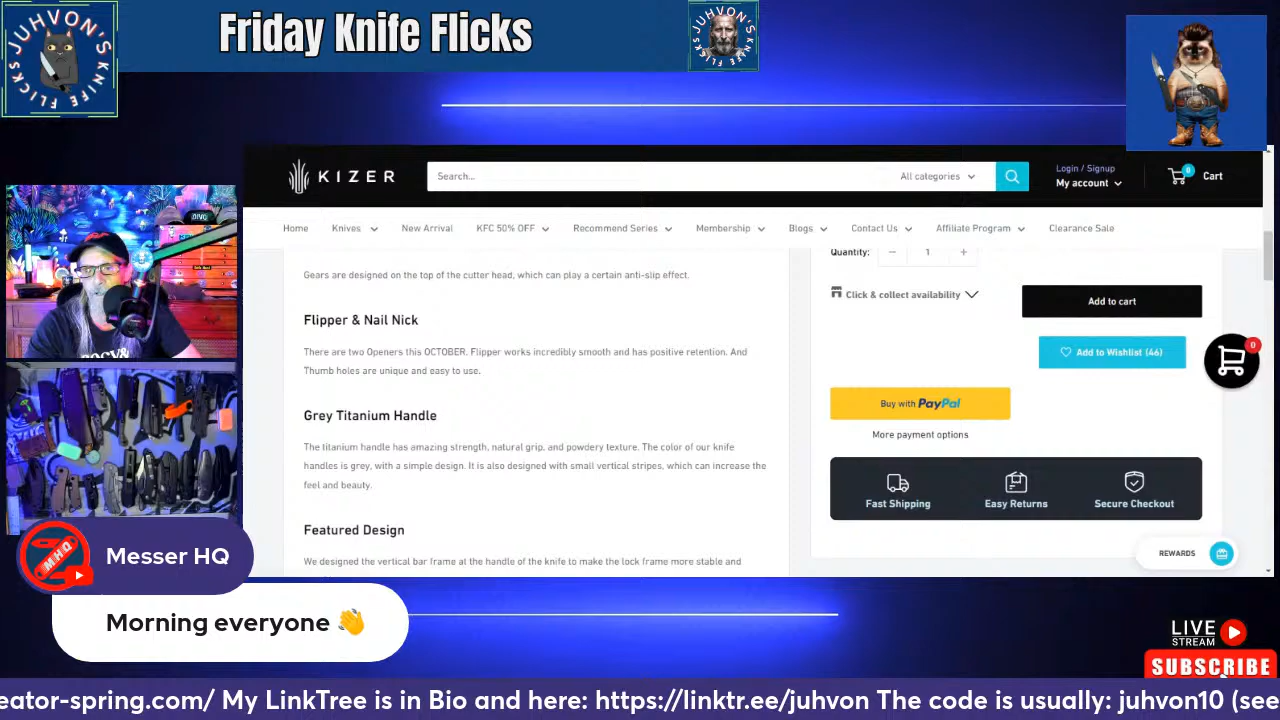 Friday Knife Flicks
JUHVON'S
KNIFE
FLICKS
JUHVON'S
KNIFE
FLICKS
KIZER
Search...
All categories
Login / Signup
My account
0
Cart
Home
Knives
New Arrival
KFC 50% OFF
Recommend Series
Membership
Blogs
Contact Us
Affiliate Program
Clearance Sale
Gears are designed on the top of the cutter head, which can play a certain anti-slip effect.
Flipper & Nail Nick
There are two Openers this OCTOBER. Flipper works incredibly smooth and has positive retention. And
Thumb holes are unique and easy to use.
Grey Titanium Handle
The titanium handle has amazing strength, natural grip, and powdery texture. The color of our knife
handles is grey, with a simple design. It is also designed with small vertical stripes, which can increase the
feel and beauty.
Featured Design
We designed the vertical bar frame at the handle of the knife to make the lock frame more stable and
Quantity:
1
Click & collect availability
Add to cart
Add to Wishlist (46)
0
Buy with PayPal
More payment options
Fast Shipping
Easy Returns
Secure Checkout
REWARDS
MHQ
Messer HQ
Morning everyone 👋
LIVE
STREAM
SUBSCRIBE
eator-spring.com/ My LinkTree is in Bio and here: https://linktr.ee/juhvon The code is usually: juhvon10 (see